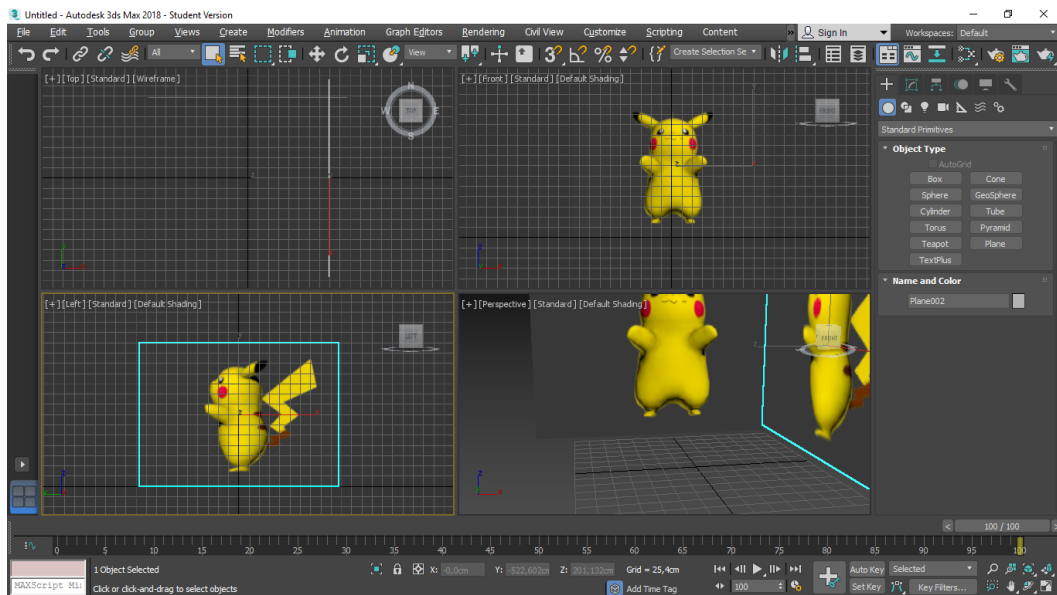 Untitled - Autodesk 3ds Max 2018 - Student Version
File Edit Tools Group Views Create Modifiers Animation Graph Editors Rendering Civil View Customize Scripting Content » Sign In Workspaces: Default
All View Create Selection Se
[+] [Top] [Standard] [Wireframe]
N
W TOP E
S
[+] [Front] [Standard] [Default Shading]
FRONT
Standard Primitives
Object Type
AutoGrid
Box Cone
Sphere GeoSphere
Cylinder Tube
Torus Pyramid
Teapot Plane
TextPlus
Name and Color
Plane002
[+] [Left] [Standard] [Default Shading]
LEFT
[+] [Perspective] [Standard] [Default Shading]
FRONT
< 100 / 100 >
0 5 10 15 20 25 30 35 40 45 50 55 60 65 70 75 80 85 90 95 100
MAXScript Mi:
1 Object Selected
X: -0,0cm Y: -522,602cm Z: 201,132cm Grid = 25,4cm
Click or click-and-drag to select objects
Add Time Tag
100
Auto Key Selected
Set Key Key Filters...